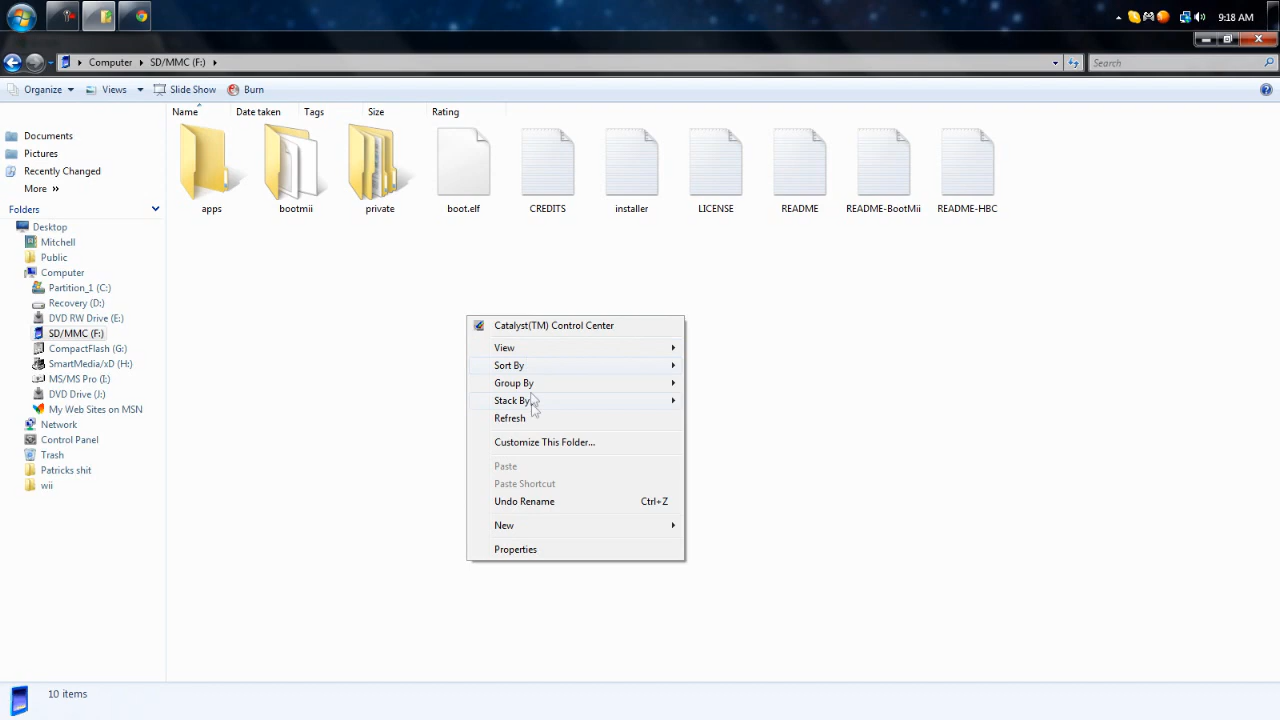 9:18 AM
Computer
SD/MMC (F:)
Search
Organize
Views
Slide Show
Burn
Name
Date taken
Tags
Size
Rating
Documents
Pictures
Recently Changed
More »
Folders
Desktop
Mitchell
Public
Computer
Partition_1 (C:)
Recovery (D:)
DVD RW Drive (E:)
SD/MMC (F:)
CompactFlash (G:)
SmartMedia/xD (H:)
MS/MS Pro (I:)
DVD Drive (J:)
My Web Sites on MSN
Network
Control Panel
Trash
Patricks shit
wii
apps
bootmii
private
boot.elf
CREDITS
installer
LICENSE
README
README-BootMii
README-HBC
Catalyst(TM) Control Center
View
Sort By
Group By
Stack By
Refresh
Customize This Folder...
Paste
Paste Shortcut
Undo Rename Ctrl+Z
New
Properties
10 items